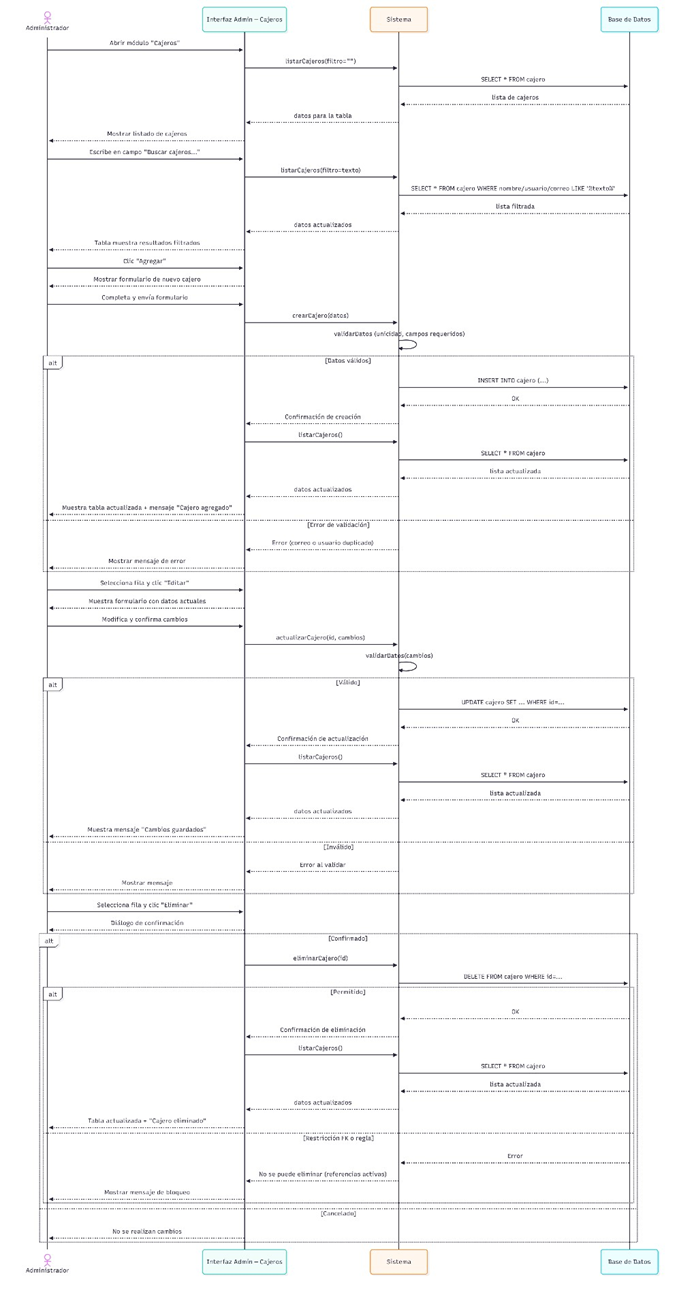 Administrador
Interfaz Admin – Cajeros
Sistema
Base de Datos
Abrir módulo "Cajeros"
listarCajeros(filtro="")
SELECT * FROM cajero
lista de cajeros
datos para la tabla
Mostrar listado de cajeros
Escribe en campo "Buscar cajeros..."
listarCajeros(filtro=texto)
SELECT * FROM cajero WHERE nombre/usuario/correo LIKE '%texto%'
lista filtrada
datos actualizados
Tabla muestra resultados filtrados
Clic "Agregar"
Mostrar formulario de nuevo cajero
Completa y envía formulario
crearCajero(datos)
validarDatos (unicidad, campos requeridos)
alt
[Datos válidos]
INSERT INTO cajero (...)
OK
Confirmación de creación
listarCajeros()
SELECT * FROM cajero
lista actualizada
datos actualizados
Muestra tabla actualizada + mensaje "Cajero agregado"
[Error de validación]
Error (correo o usuario duplicado)
Mostrar mensaje de error
Selecciona fila y clic "Editar"
Muestra formulario con datos actuales
Modifica y confirma cambios
actualizarCajero(id, cambios)
validarDatos(cambios)
alt
[Válido]
UPDATE cajero SET ... WHERE id=...
OK
Confirmación de actualización
listarCajeros()
SELECT * FROM cajero
lista actualizada
datos actualizados
Muestra mensaje "Cambios guardados"
[Inválido]
Error al validar
Mostrar mensaje
Selecciona fila y clic "Eliminar"
Diálogo de confirmación
alt
[Confirmado]
eliminarCajero(id)
DELETE FROM cajero WHERE id=...
alt
[Permitido]
OK
Confirmación de eliminación
listarCajeros()
SELECT * FROM cajero
lista actualizada
datos actualizados
Tabla actualizada + "Cajero eliminado"
[Restricción FK o regla]
Error
No se puede eliminar (referencias activas)
Mostrar mensaje de bloqueo
[Cancelado]
No se realizan cambios
Administrador
Interfaz Admin – Cajeros
Sistema
Base de Datos